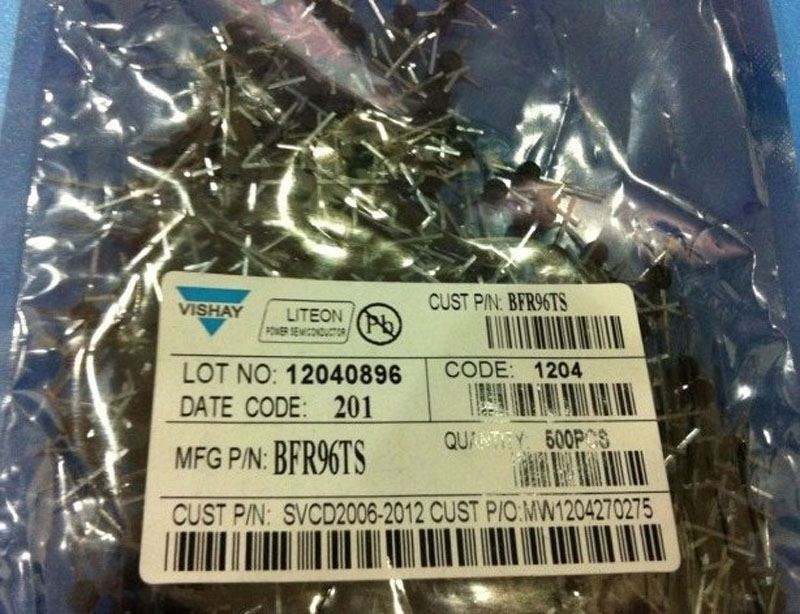 VISHAY
LITEON
POWER SEMICONDUCTOR
Pb
CUST P/N: BFR96TS
LOT NO: 12040896
CODE: 1204
DATE CODE: 201
MFG P/N: BFR96TS
QUANTITY 500PCS
CUST P/N: SVCD2006-2012 CUST P/O:MW1204270275